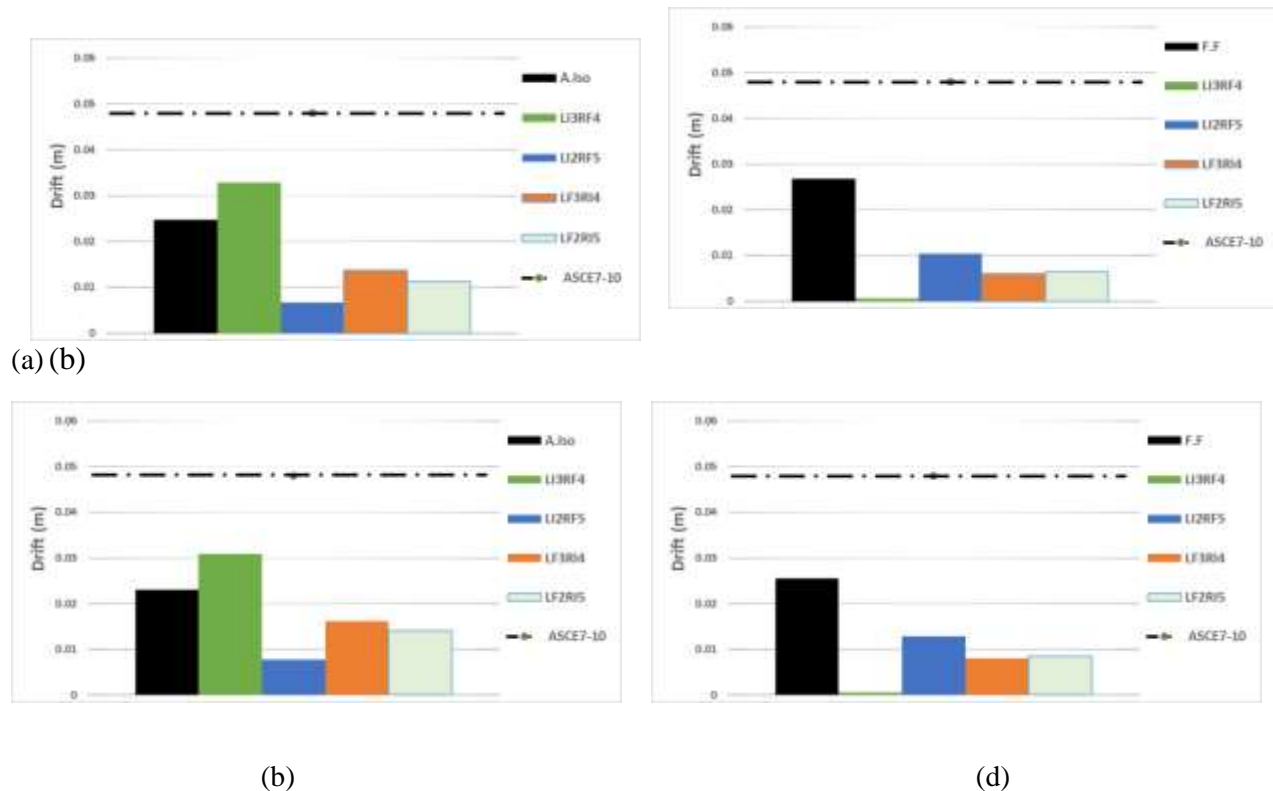 0.06
0.05
0.04
0.03
0.02
0.01
0
Drift (m)
A.Iso
LI3RF4
LI2RF5
LF3RI4
LF2RI5
ASCE7-10
0.06
0.05
0.04
0.03
0.02
0.01
0
Drift (m)
F.F
LI3RF4
LI2RF5
LF3RI4
LF2RI5
ASCE7-10
(a) (b)
0.06
0.05
0.04
0.03
0.02
0.01
0
Drift (m)
A.Iso
LI3RF4
LI2RF5
LF3RI4
LF2RI5
ASCE7-10
0.06
0.05
0.04
0.03
0.02
0.01
0
Drift (m)
F.F
LI3RF4
LI2RF5
LF3RI4
LF2RI5
ASCE7-10
(b)
(d)